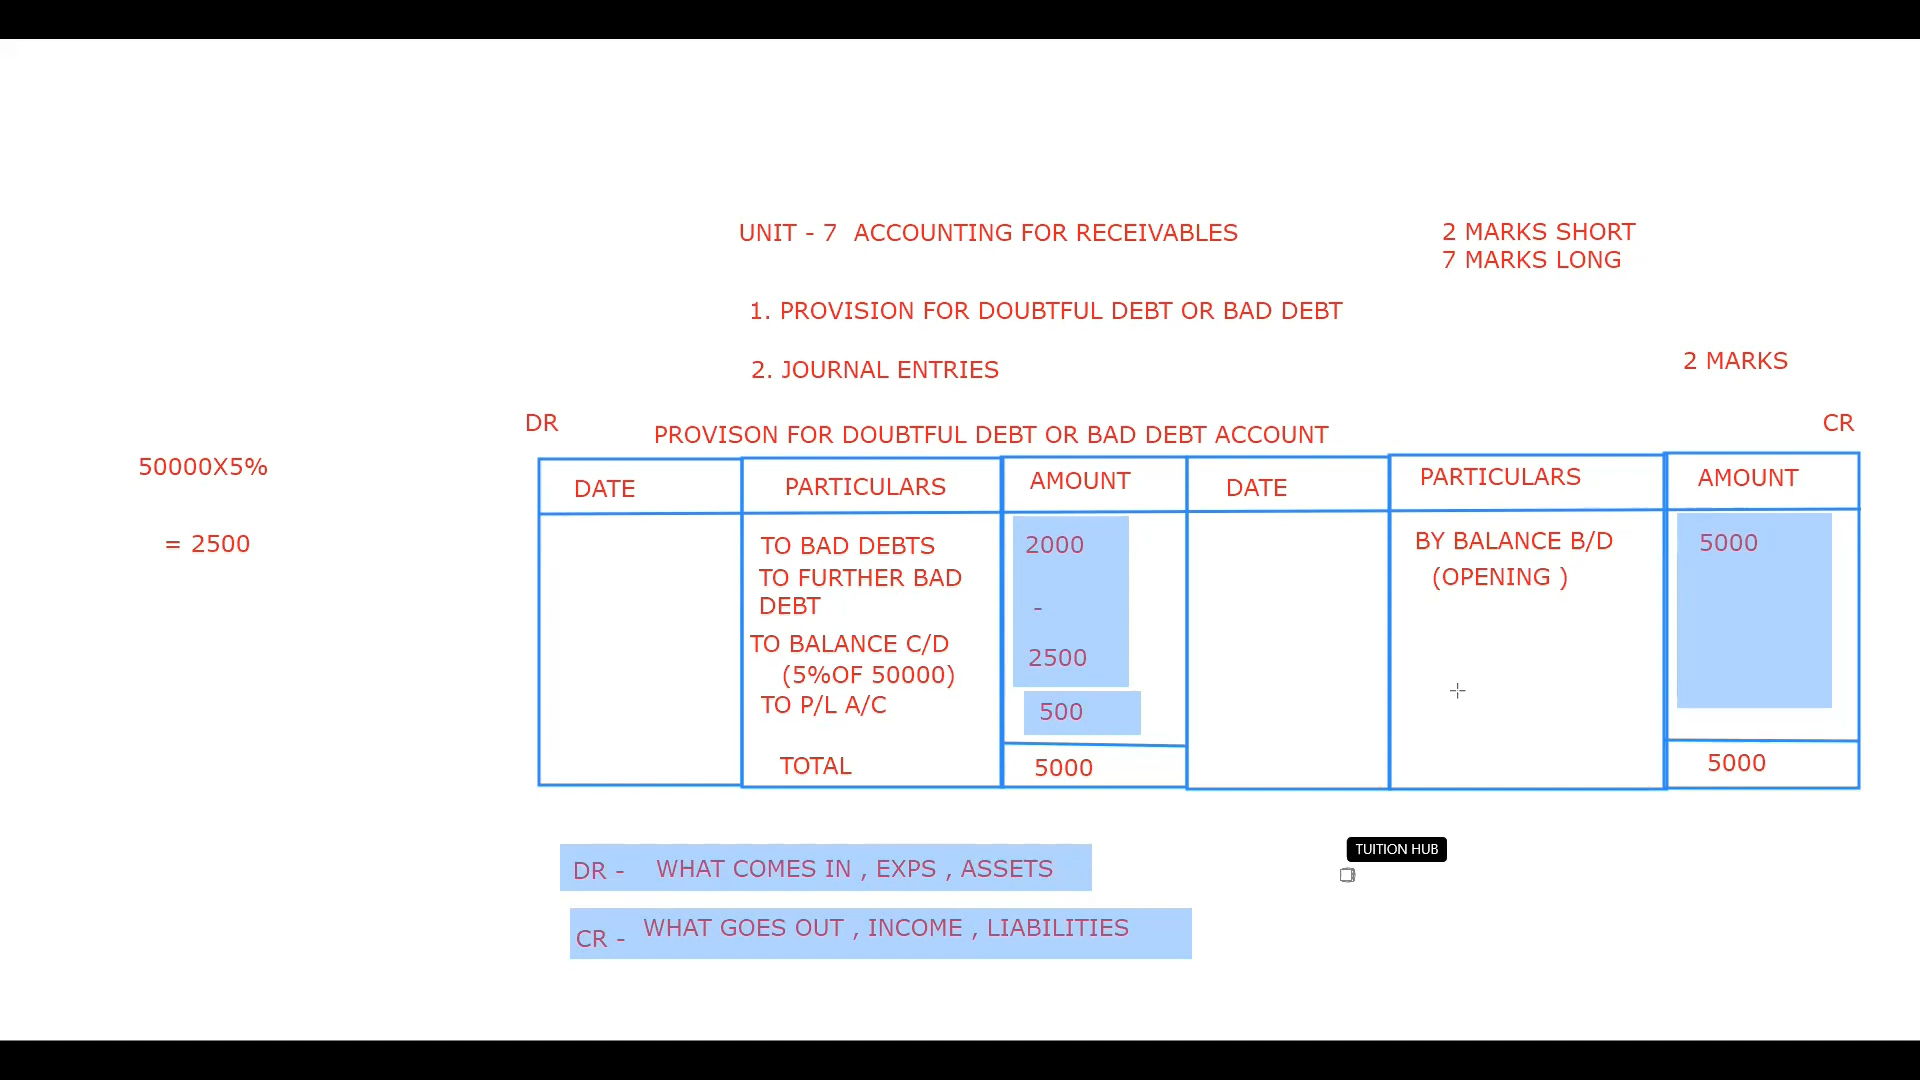 UNIT - 7 ACCOUNTING FOR RECEIVABLES
2 MARKS SHORT
7 MARKS LONG
1. PROVISION FOR DOUBTFUL DEBT OR BAD DEBT
2. JOURNAL ENTRIES
2 MARKS
DR
CR
PROVISON FOR DOUBTFUL DEBT OR BAD DEBT ACCOUNT
50000X5%
= 2500
DATE PARTICULARS AMOUNT DATE PARTICULARS AMOUNT
TO BAD DEBTS 2000 BY BALANCE B/D 5000
TO FURTHER BAD (OPENING )
DEBT -
TO BALANCE C/D 2500
(5%OF 50000)
TO P/L A/C 500
TOTAL 5000 5000
DR - WHAT COMES IN , EXPS , ASSETS
CR - WHAT GOES OUT , INCOME , LIABILITIES
TUITION HUB